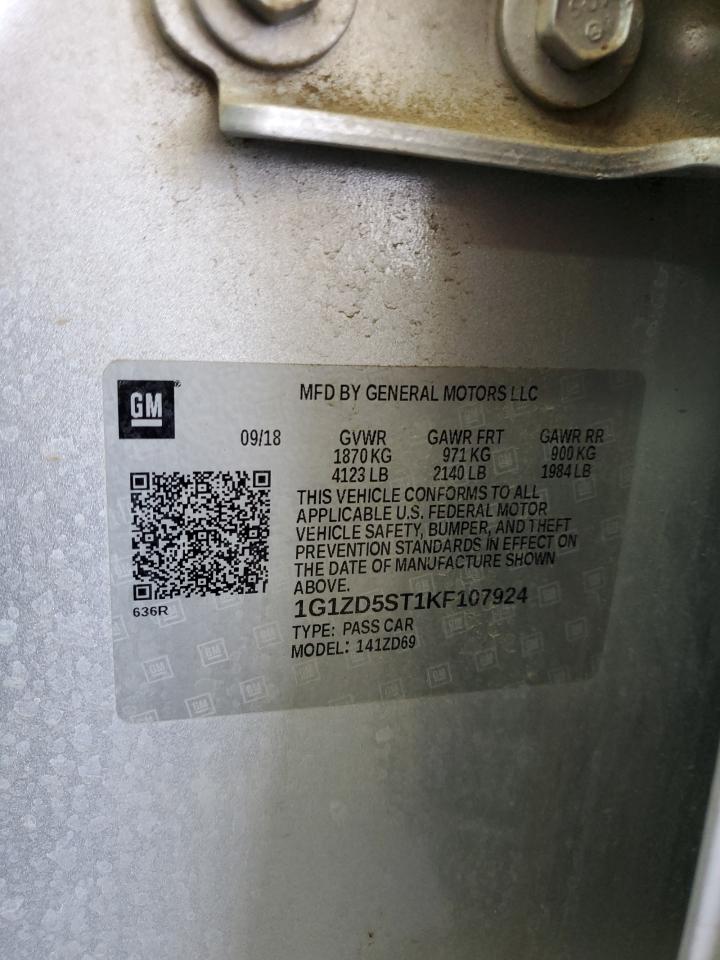 GM
MFD BY GENERAL MOTORS LLC
09/18 GVWR GAWR FRT GAWR RR
1870 KG 971 KG 900 KG
4123 LB 2140 LB 1984 LB
THIS VEHICLE CONFORMS TO ALL
APPLICABLE U.S. FEDERAL MOTOR
VEHICLE SAFETY, BUMPER, AND THEFT
PREVENTION STANDARDS IN EFFECT ON
THE DATE OF MANUFACTURE SHOWN
ABOVE.
636R
1G1ZD5ST1KF107924
TYPE: PASS CAR
MODEL: 141ZD69